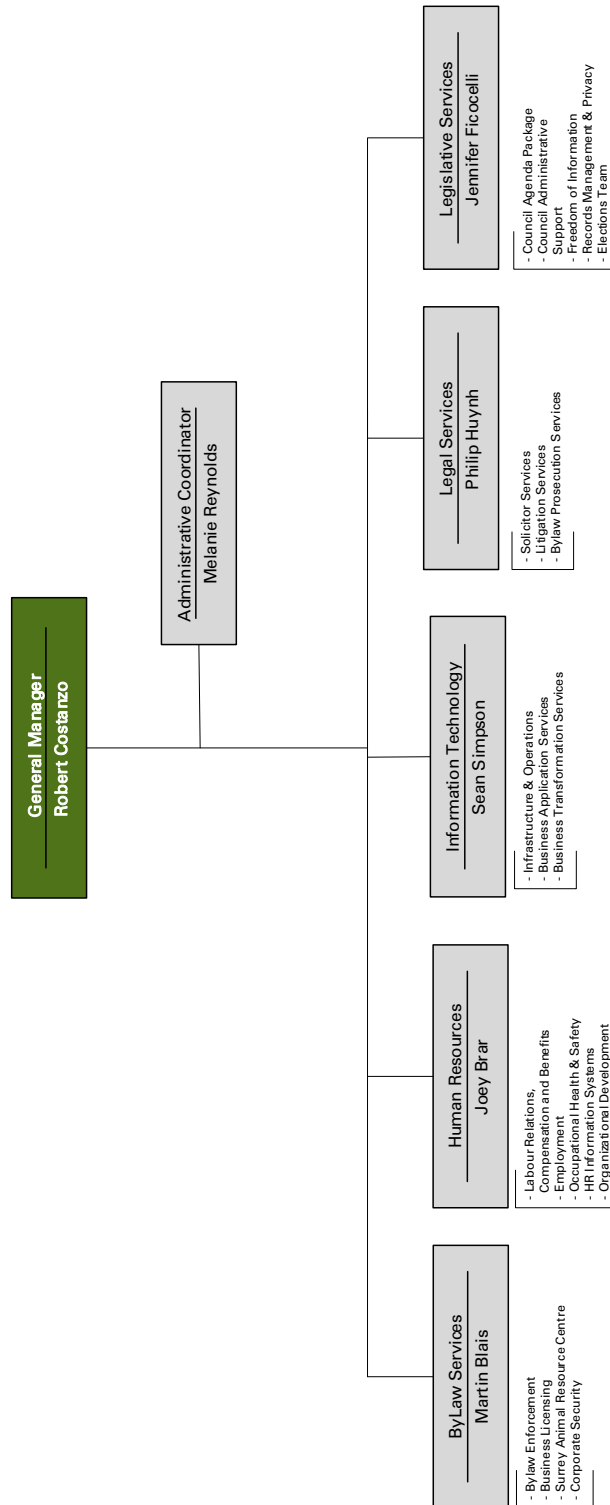 General Manager
Robert Costanzo
Administrative Coordinator
Melanie Reynolds
ByLaw Services
Martin Blais
- Bylaw Enforcement
- Business Licensing
- Surrey Animal Resource Centre
- Corporate Security
Human Resources
Joey Brar
- Labour Relations,
Compensation and Benefits
- Employment
- Occupational Health & Safety
- HR Information Systems
- Organizational Development
Information Technology
Sean Simpson
- Infrastructure & Operations
- Business Application Services
- Business Transformation Services
Legal Services
Philip Huynh
- Solicitor Services
- Litigation Services
- Bylaw Prosecution Services
Legislative Services
Jennifer Ficocelli
- Council Agenda Package
- Council Administrative
Support
- Freedom of Information
- Records Management & Privacy
- Elections Team